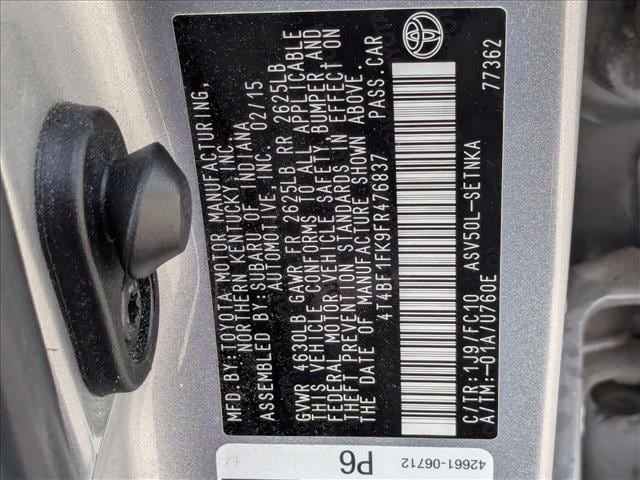 MFD. BY: TOYOTA MOTOR MANUFACTURING,
NORTHERN KENTUCKY, INC.
ASSEMBLED BY: SUBARU OF INDIANA
AUTOMOTIVE, INC. 02/15
GVWR 4630LB GAWR FR 2625LB RR 2625LB
THIS VEHICLE CONFORMS TO ALL APPLICABLE
FEDERAL MOTOR VEHICLE SAFETY, BUMPER AND
THEFT PREVENTION STANDARDS IN EFFECT ON
THE DATE OF MANUFACTURE SHOWN ABOVE.
4T4BF1FK9FR476837 PASS.CAR
C/TR: 1J9/FC10 ASV50L-SETNKA
A/TM:-01A/U760E 77362
P6
42661-06712